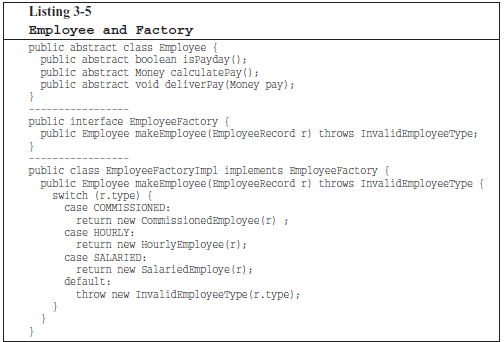 Listing 3-5
Employee and Factory
public abstract class Employee {
public abstract boolean isPayday();
public abstract Money calculatePay();
public abstract void deliverPay(Money pay);
}
-----------------
public interface EmployeeFactory {
public Employee makeEmployee(EmployeeRecord r) throws InvalidEmployeeType;
}
-----------------
public class EmployeeFactoryImpl implements EmployeeFactory {
public Employee makeEmployee(EmployeeRecord r) throws InvalidEmployeeType {
switch (r.type) {
case COMMISSIONED:
return new CommissionedEmployee(r) ;
case HOURLY:
return new HourlyEmployee(r);
case SALARIED:
return new SalariedEmploye(r);
default:
throw new InvalidEmployeeType(r.type);
}
}
}